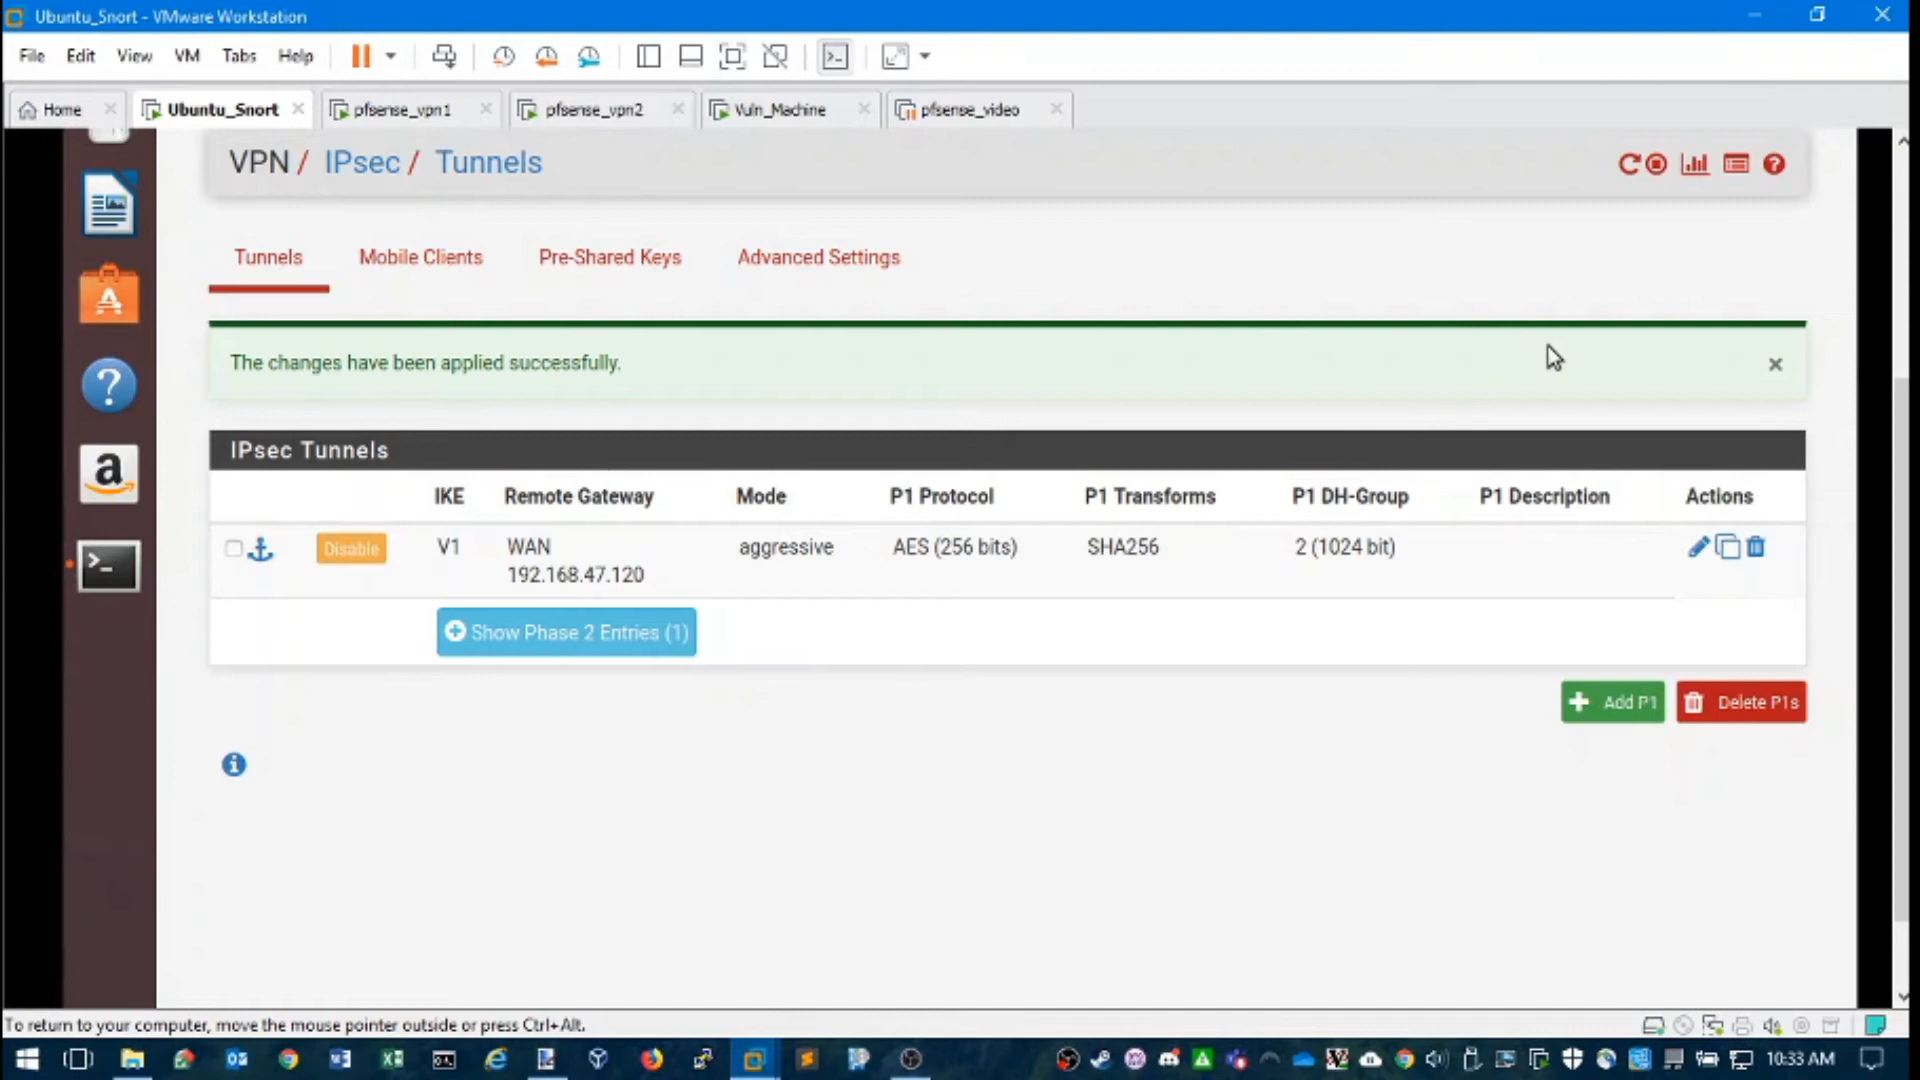 Ubuntu_Snort - VMware Workstation
File Edit View VM Tabs Help
Home Ubuntu_Snort pfsense_vpn1 pfsense_vpn2 Vuln_Machine pfsense_video
VPN / IPsec / Tunnels
Tunnels Mobile Clients Pre-Shared Keys Advanced Settings
The changes have been applied successfully.
IPsec Tunnels
IKE Remote Gateway Mode P1 Protocol P1 Transforms P1 DH-Group P1 Description Actions
Disable V1 WAN aggressive AES (256 bits) SHA256 2 (1024 bit)
192.168.47.120
Show Phase 2 Entries (1)
Add P1 Delete P1s
To return to your computer, move the mouse pointer outside or press Ctrl+Alt.
10:33 AM